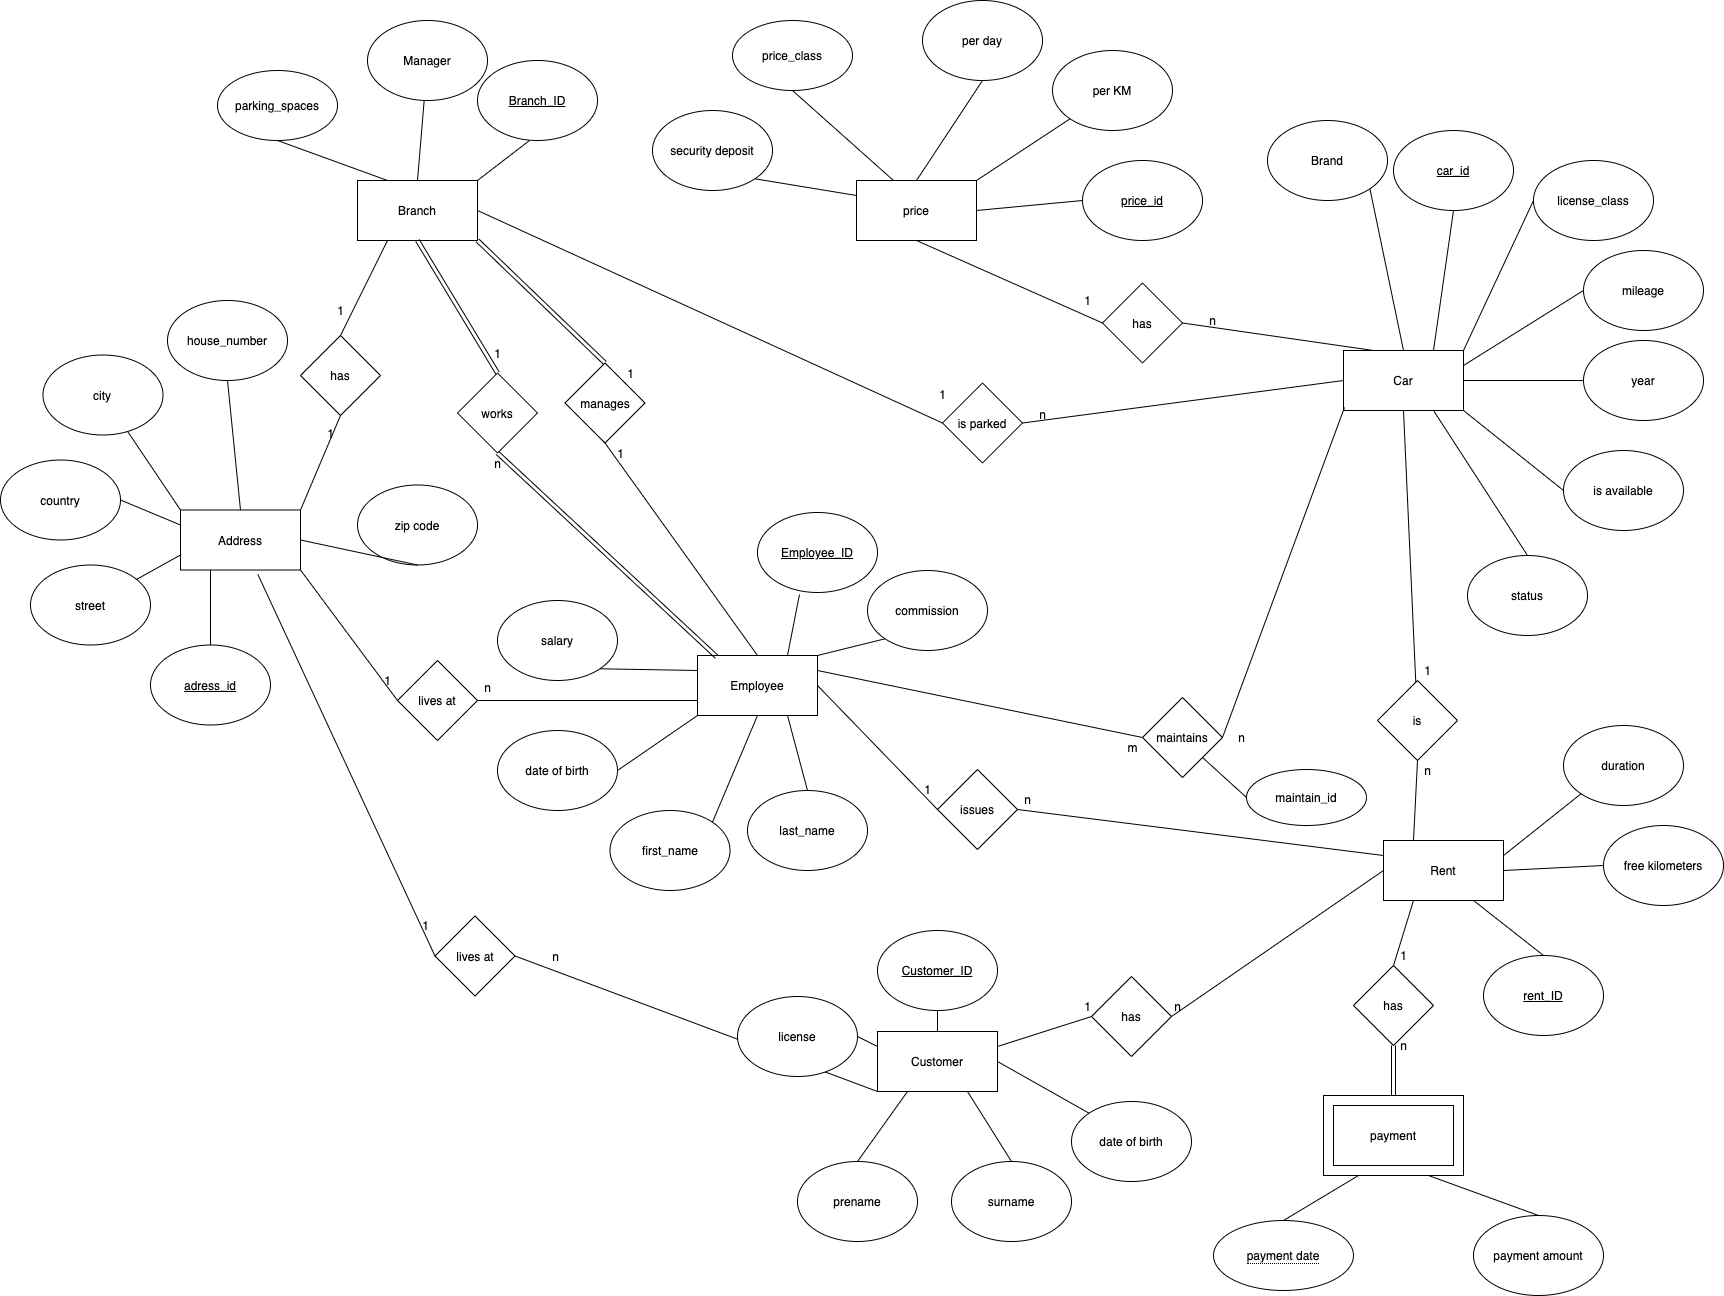 per day
Manager
price_class
per KM
Branch_ID
parking_spaces
security deposit
Brand
car_id
price_id
license_class
Branch
price
mileage
1
1
has
n
house_number
1
works
n
1
manages
1
has
1
city
1
is parked
n
Car
year
country
zip code
is available
Address
Employee_ID
street
status
commission
salary
adress_id
1
lives at
n
Employee
1
is
n
m
maintains
n
date of birth
duration
maintain_id
1
issues
n
last_name
first_name
free kilometers
Rent
1
lives at
n
Customer_ID
1
has
n
rent_ID
1
has
n
license
Customer
payment
date of birth
prename
surname
payment date
payment amount